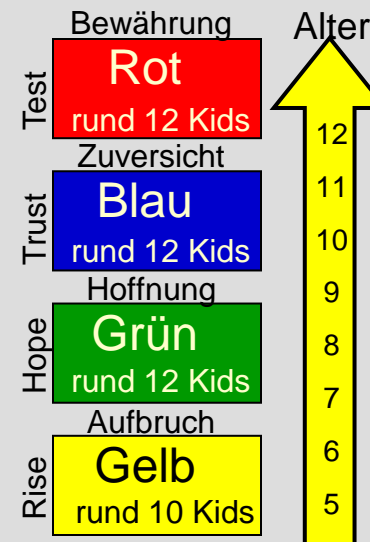 Bewährung
Alter
Test
Rot
rund 12 Kids
Zuversicht
Trust
Blau
rund 12 Kids
Hoffnung
Hope
Grün
rund 12 Kids
Aufbruch
Rise
Gelb
rund 10 Kids
12
11
10
9
8
7
6
5